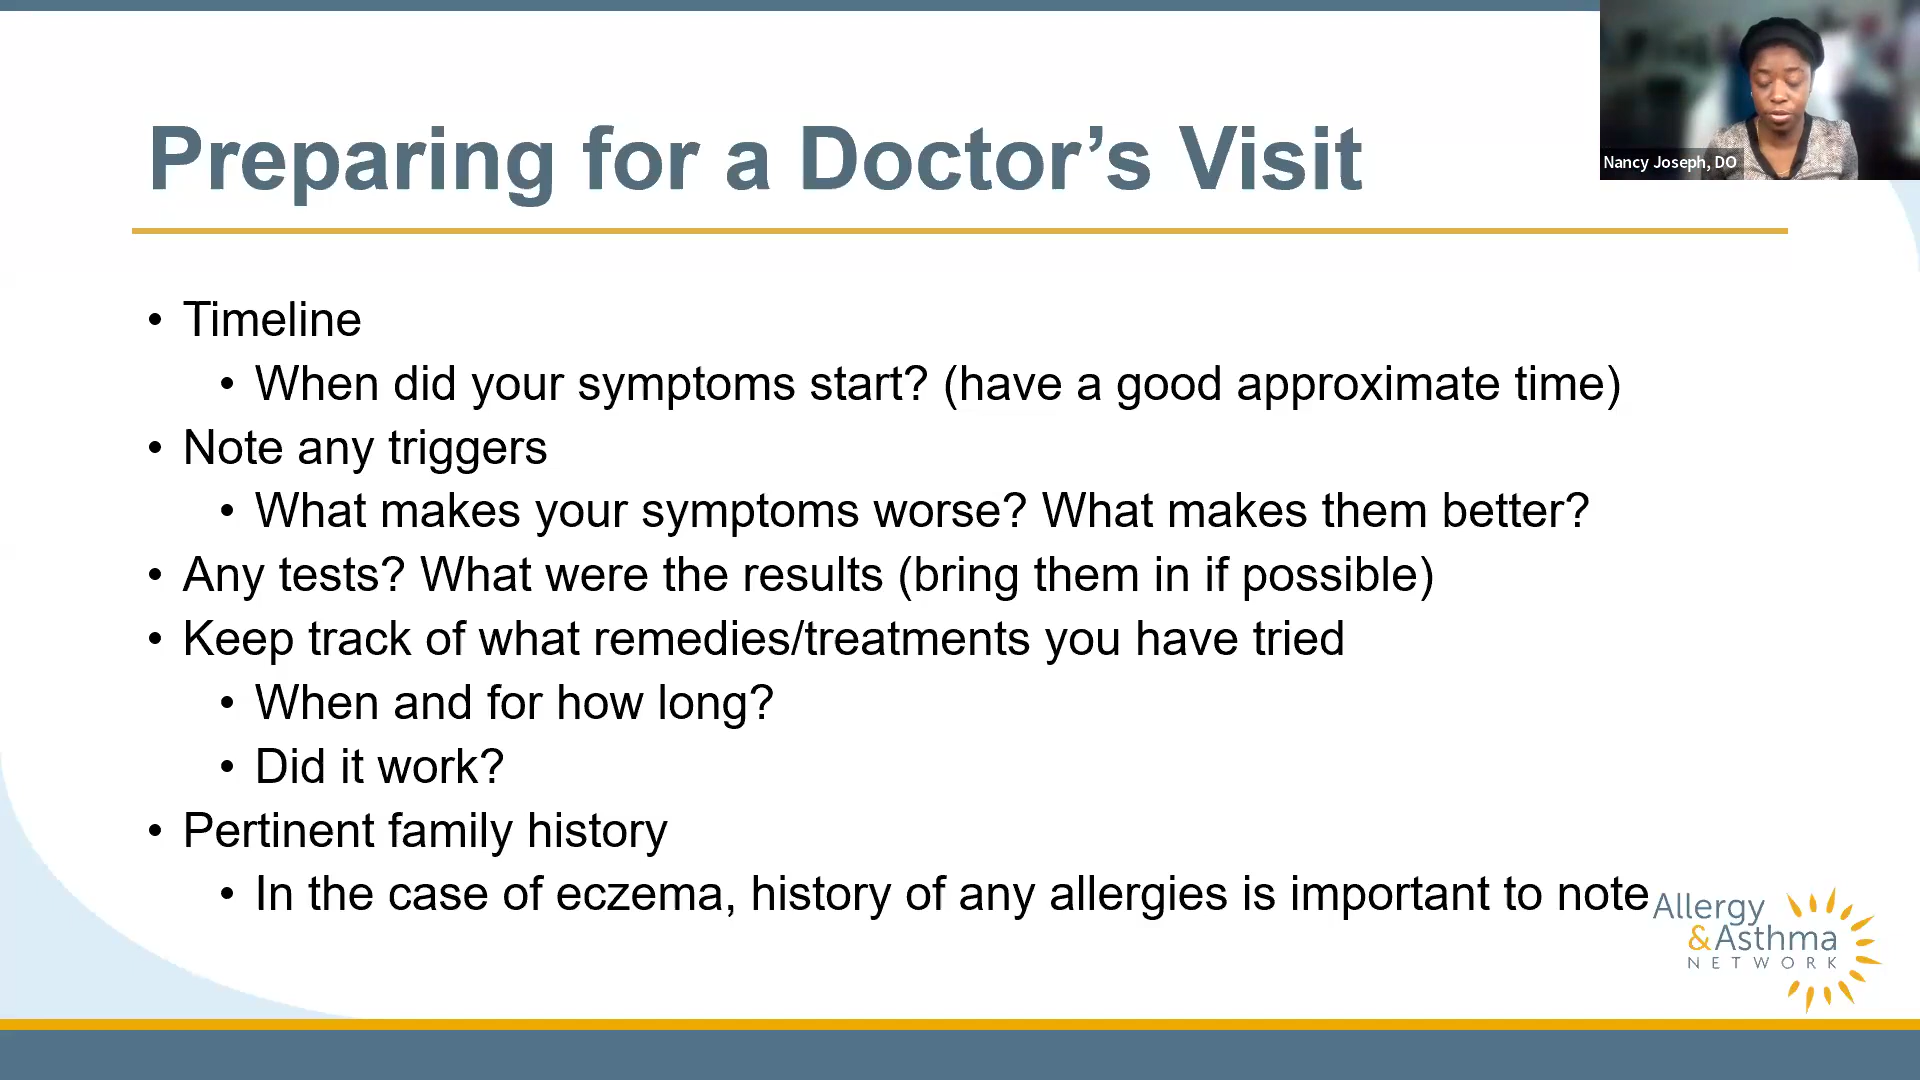 Preparing for a Doctor’s Visit
Nancy Joseph, DO
• Timeline
• When did your symptoms start? (have a good approximate time)
• Note any triggers
• What makes your symptoms worse? What makes them better?
• Any tests? What were the results (bring them in if possible)
• Keep track of what remedies/treatments you have tried
• When and for how long?
• Did it work?
• Pertinent family history
• In the case of eczema, history of any allergies is important to note
Allergy
&Asthma
NETWORK